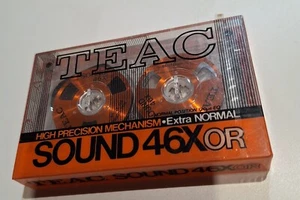 TEAC
HIGH PRECISION MECHANISM•Extra NORMAL
SOUND 46XOR